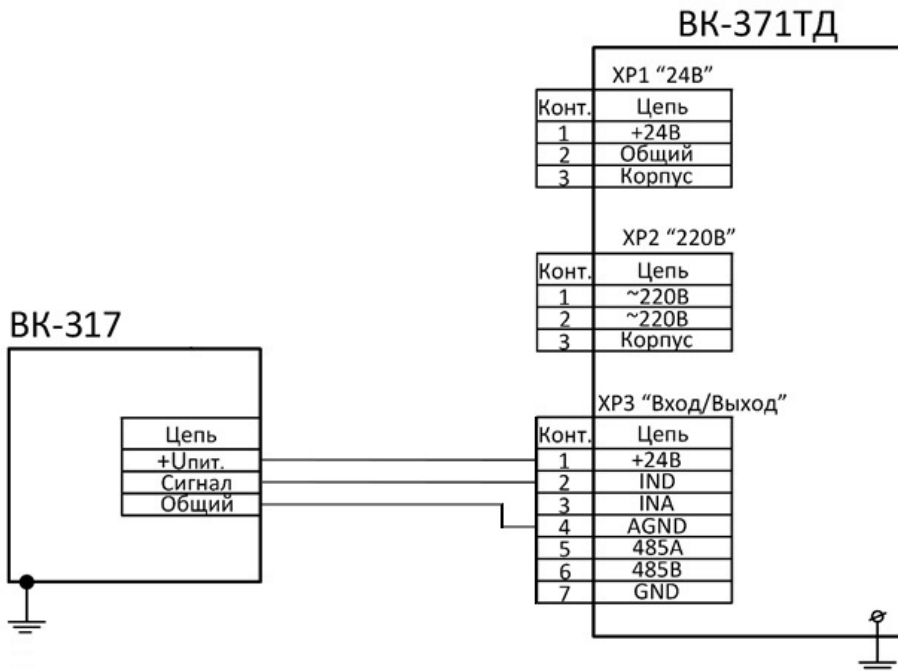 ВК-371ТД
XP1 “24В”
Конт. Цепь
1 +24В
2 Общий
3 Корпус
XP2 “220В”
Конт. Цепь
1 ~220В
2 ~220В
3 Корпус
ВК-317
Цепь
+Uпит.
Сигнал
Общий
XP3 “Вход/Выход”
Конт. Цепь
1 +24В
2 IND
3 INA
4 AGND
5 485A
6 485B
7 GND